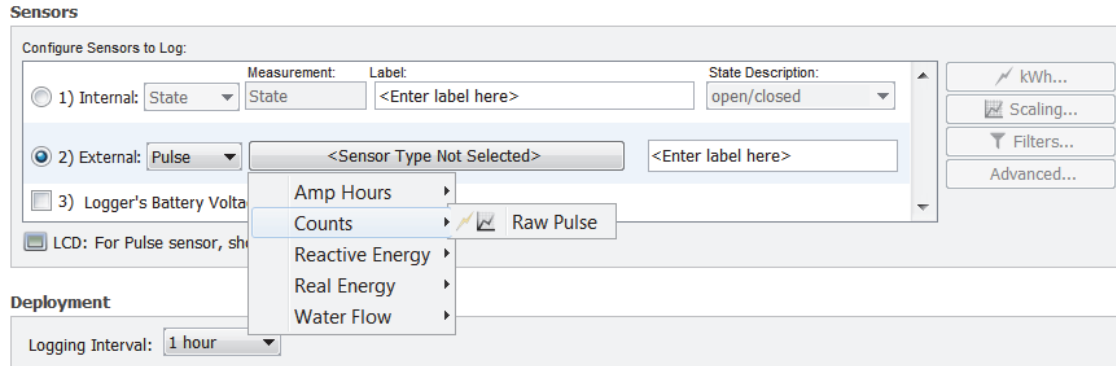 Sensors
Configure Sensors to Log:
Measurement: Label: State Description:
1) Internal: State State <Enter label here> open/closed
kWh...
Scaling...
2) External: Pulse <Sensor Type Not Selected> <Enter label here>
Filters...
Advanced...
Amp Hours
3) Logger's Battery Volta
Counts Raw Pulse
LCD: For Pulse sensor, sho
Reactive Energy
Real Energy
Water Flow
Deployment
Logging Interval: 1 hour